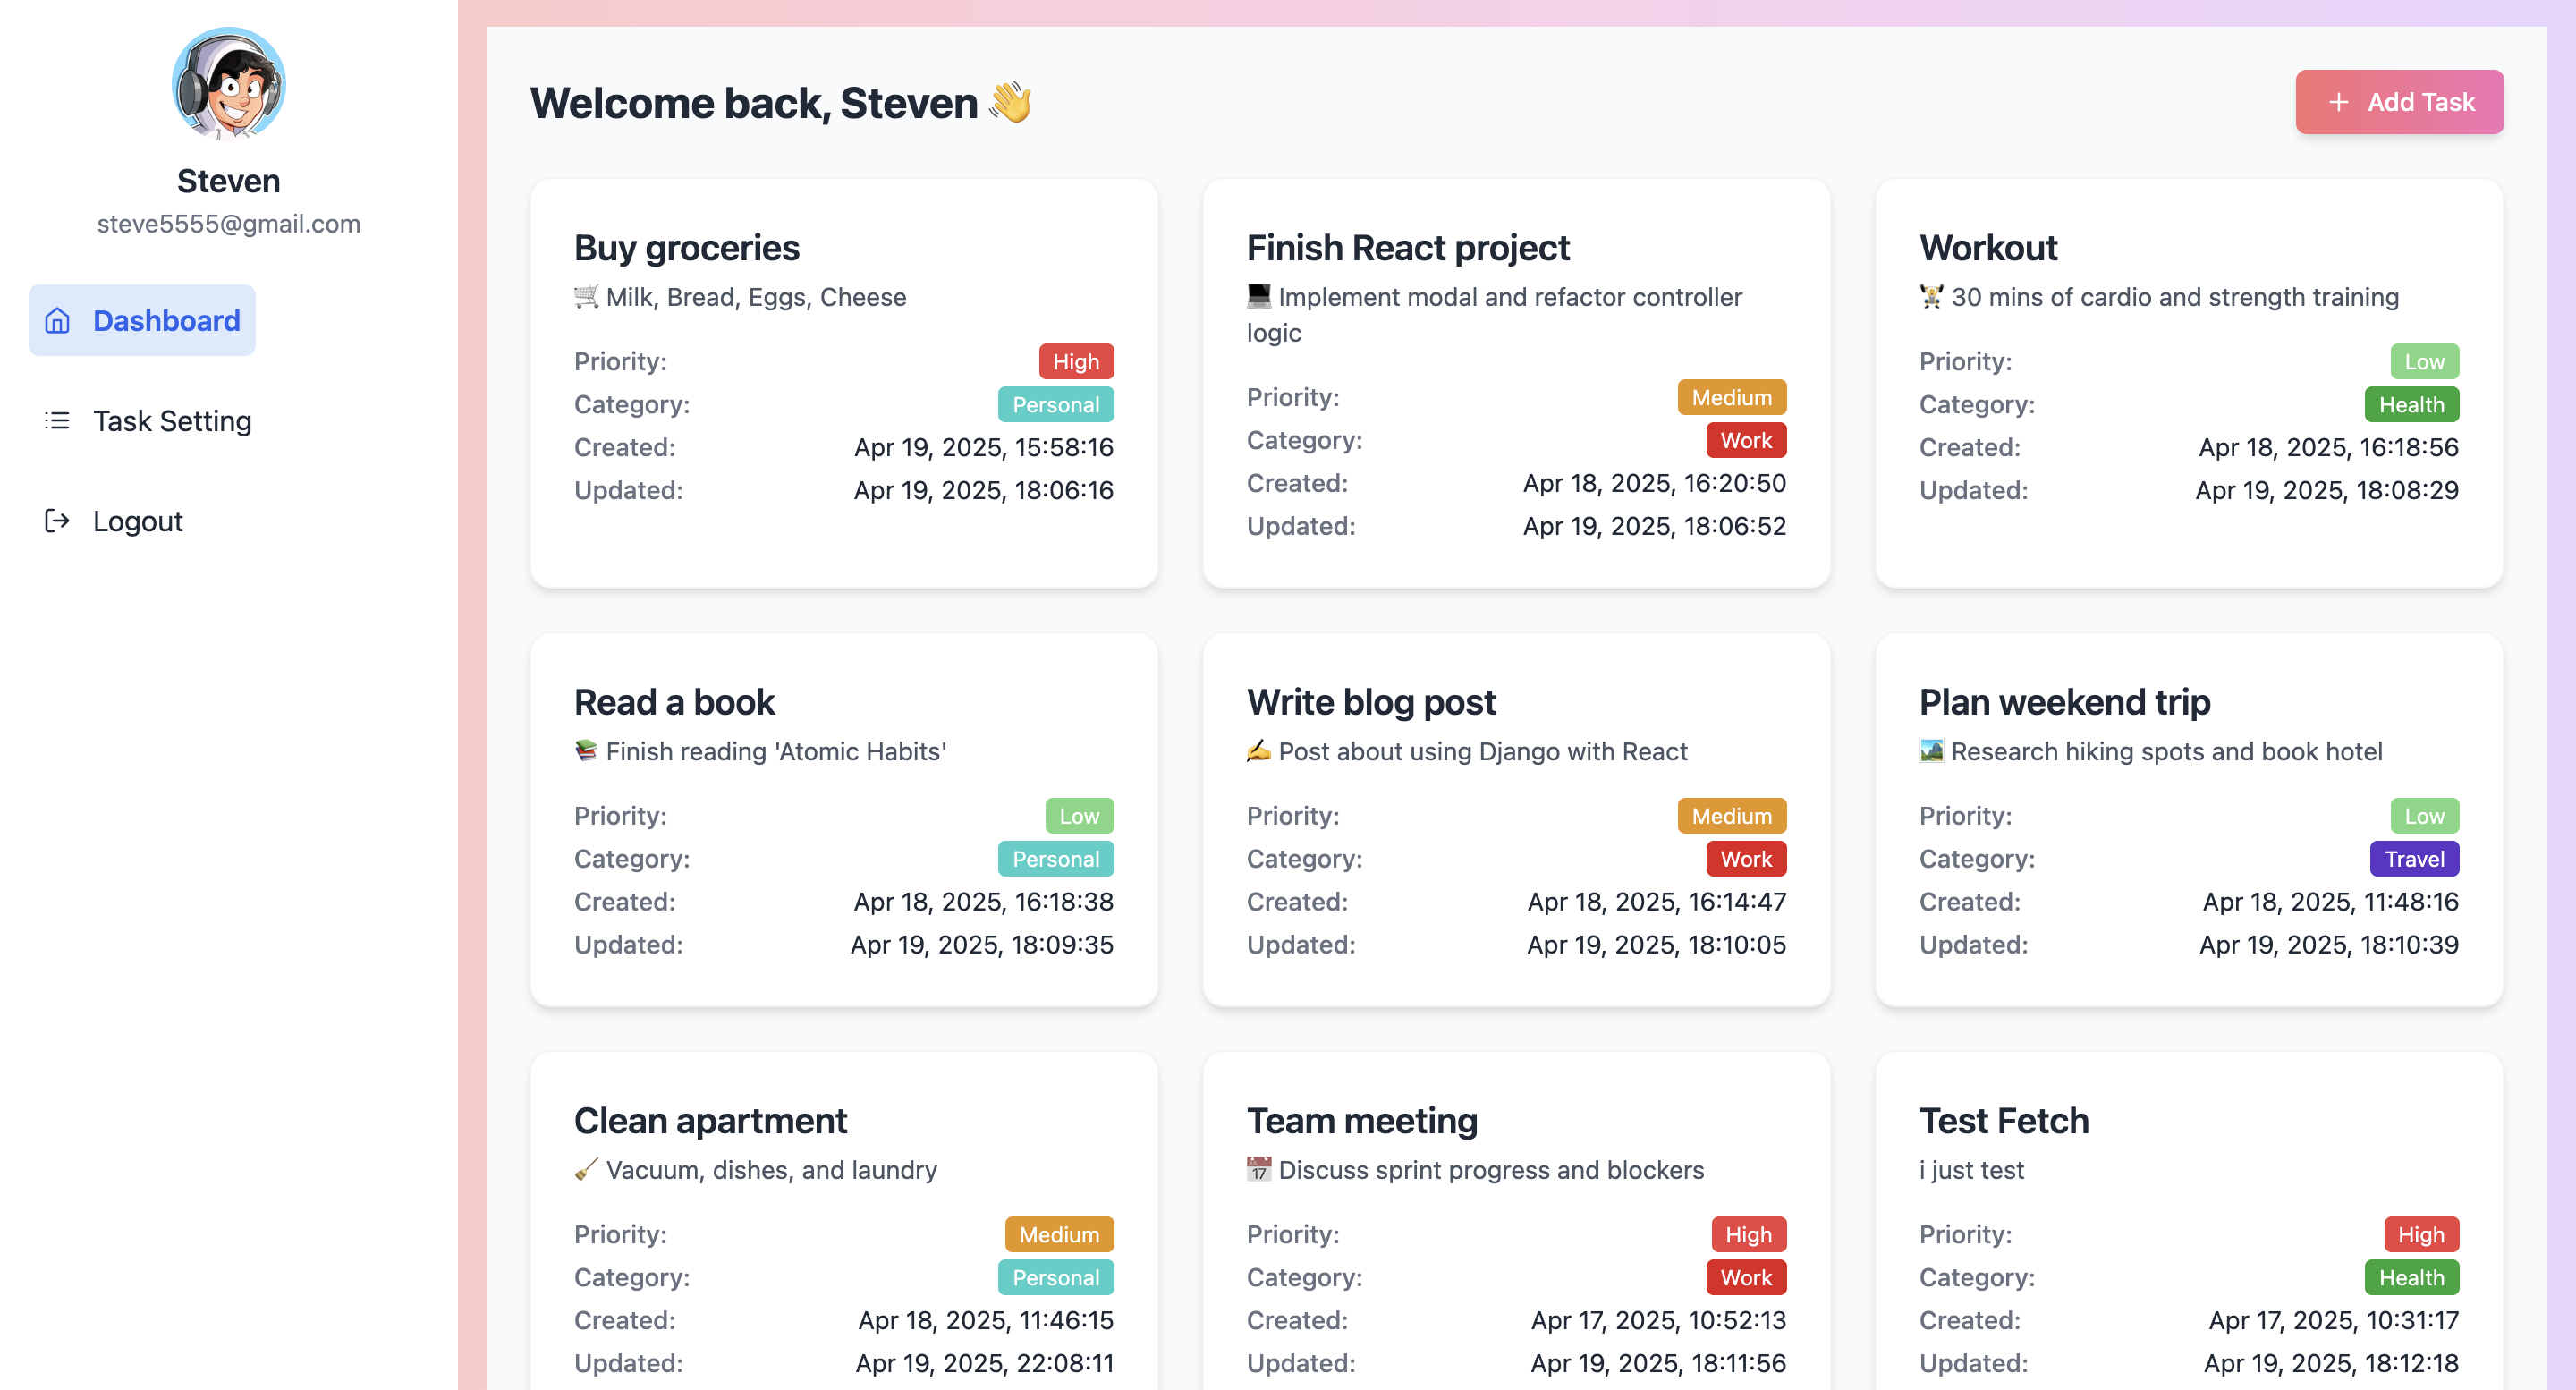 Steven
steve5555@gmail.com
Dashboard
Task Setting
Logout
Welcome back, Steven 👋
+ Add Task
Buy groceries
🛒 Milk, Bread, Eggs, Cheese
Priority: High
Category: Personal
Created: Apr 19, 2025, 15:58:16
Updated: Apr 19, 2025, 18:06:16
Finish React project
💻 Implement modal and refactor controller
logic
Priority: Medium
Category: Work
Created: Apr 18, 2025, 16:20:50
Updated: Apr 19, 2025, 18:06:52
Workout
🏋️ 30 mins of cardio and strength training
Priority: Low
Category: Health
Created: Apr 18, 2025, 16:18:56
Updated: Apr 19, 2025, 18:08:29
Read a book
📚 Finish reading 'Atomic Habits'
Priority: Low
Category: Personal
Created: Apr 18, 2025, 16:18:38
Updated: Apr 19, 2025, 18:09:35
Write blog post
✍️ Post about using Django with React
Priority: Medium
Category: Work
Created: Apr 18, 2025, 16:14:47
Updated: Apr 19, 2025, 18:10:05
Plan weekend trip
🏞️ Research hiking spots and book hotel
Priority: Low
Category: Travel
Created: Apr 18, 2025, 11:48:16
Updated: Apr 19, 2025, 18:10:39
Clean apartment
🧹 Vacuum, dishes, and laundry
Priority: Medium
Category: Personal
Created: Apr 18, 2025, 11:46:15
Updated: Apr 19, 2025, 22:08:11
Team meeting
📅 Discuss sprint progress and blockers
Priority: High
Category: Work
Created: Apr 17, 2025, 10:52:13
Updated: Apr 19, 2025, 18:11:56
Test Fetch
i just test
Priority: High
Category: Health
Created: Apr 17, 2025, 10:31:17
Updated: Apr 19, 2025, 18:12:18